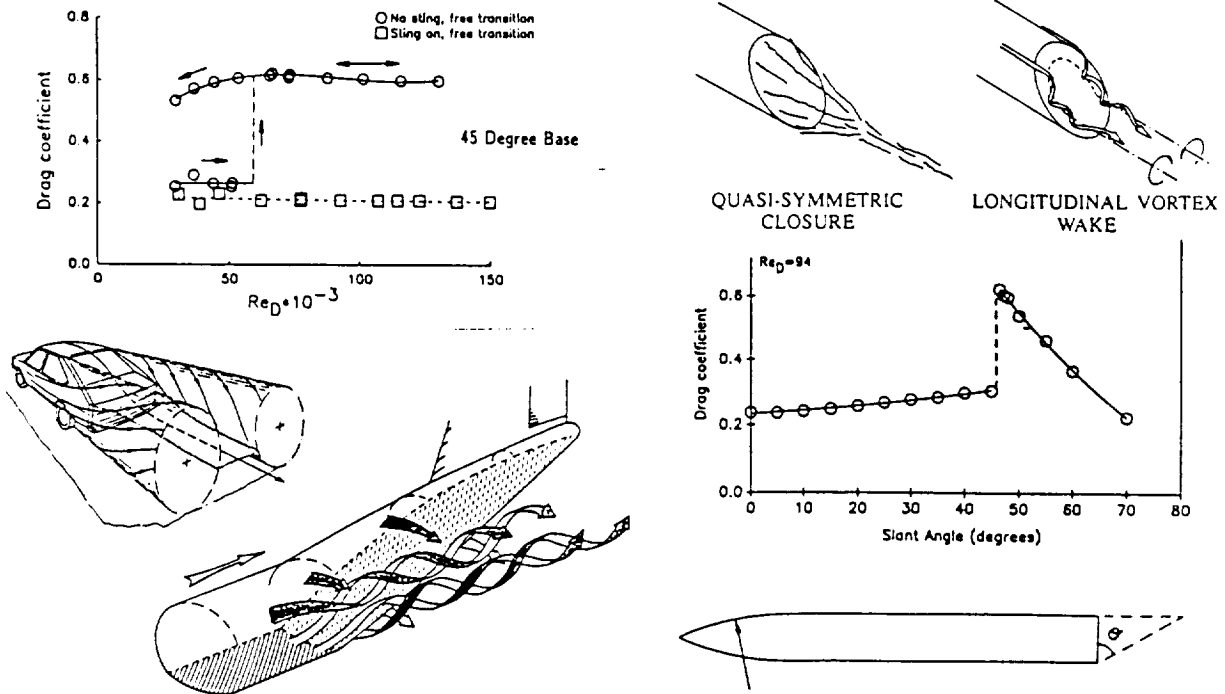 No sting, free transition
Sting on, free transition
Drag coefficient
0.8
0.6
0.4
0.2
0.0
45 Degree Base
0
50
100
150
Re_D*10^-3
QUASI-SYMMETRIC
CLOSURE
LONGITUDINAL VORTEX
WAKE
Re_D=94
Drag coefficient
0.6
0.4
0.2
0.0
0
10
20
30
40
50
60
70
80
Slant Angle (degrees)
x
x